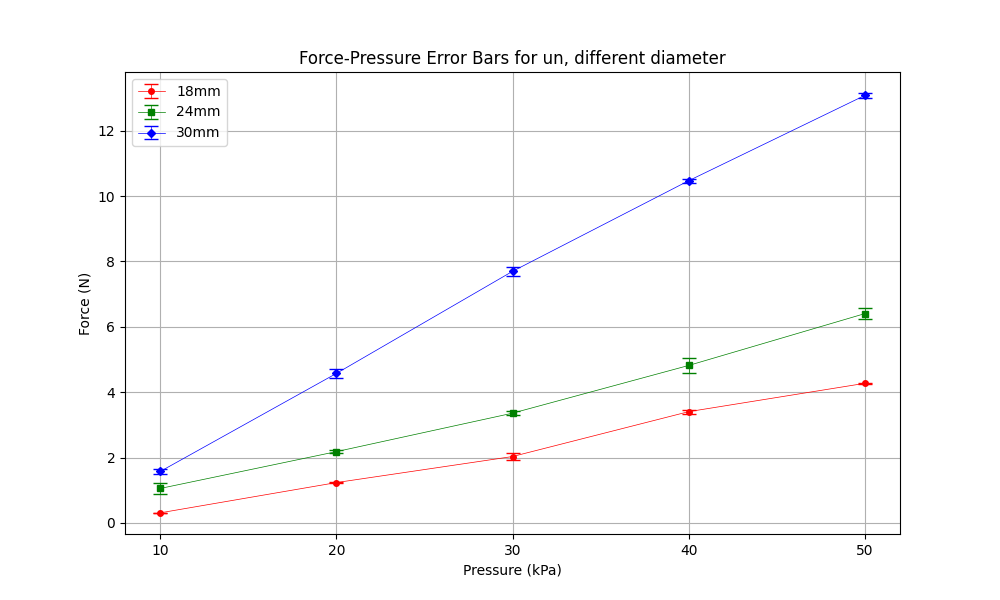 Force-Pressure Error Bars for un, different diameter
18mm
24mm
30mm
12
10
8
6
4
2
0
Force (N)
10 20 30 40 50
Pressure (kPa)